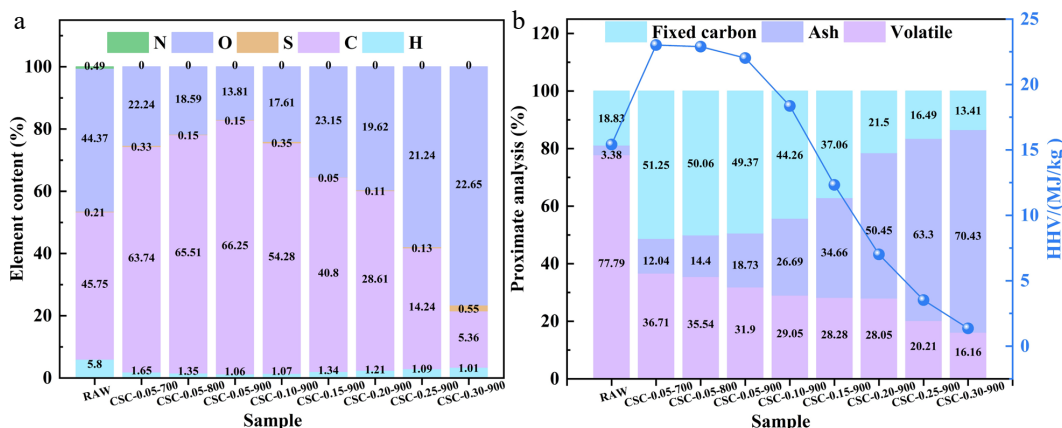 a
N O S C H
Element content (%)
100
80
60
40
20
0
0.49 0 0 0 0 0 0 0 0
44.37 22.24 18.59 13.81 17.61 23.15 19.62 21.24 22.65
0.21 0.33 0.15 0.15 0.35 0.05 0.11 0.13 0.55
45.75 63.74 65.51 66.25 54.28 40.8 28.61 14.24 5.36
5.8 1.65 1.35 1.06 1.07 1.34 1.21 1.09 1.01
RAW CSC-0.05-700 CSC-0.05-800 CSC-0.05-900 CSC-0.10-900 CSC-0.15-900 CSC-0.20-900 CSC-0.25-900 CSC-0.30-900
Sample
b
Fixed carbon Ash Volatile
Proximate analysis (%)
120
100
80
60
40
20
0
18.83 51.25 50.06 49.37 44.26 37.06 21.5 16.49 13.41
3.38 12.04 14.4 18.73 26.69 34.66 50.45 63.3 70.43
77.79 36.71 35.54 31.9 29.05 28.28 28.05 20.21 16.16
RAW CSC-0.05-700 CSC-0.05-800 CSC-0.05-900 CSC-0.10-900 CSC-0.15-900 CSC-0.20-900 CSC-0.25-900 CSC-0.30-900
Sample
25
20
15
10
5
0
HHV/(MJ/kg)